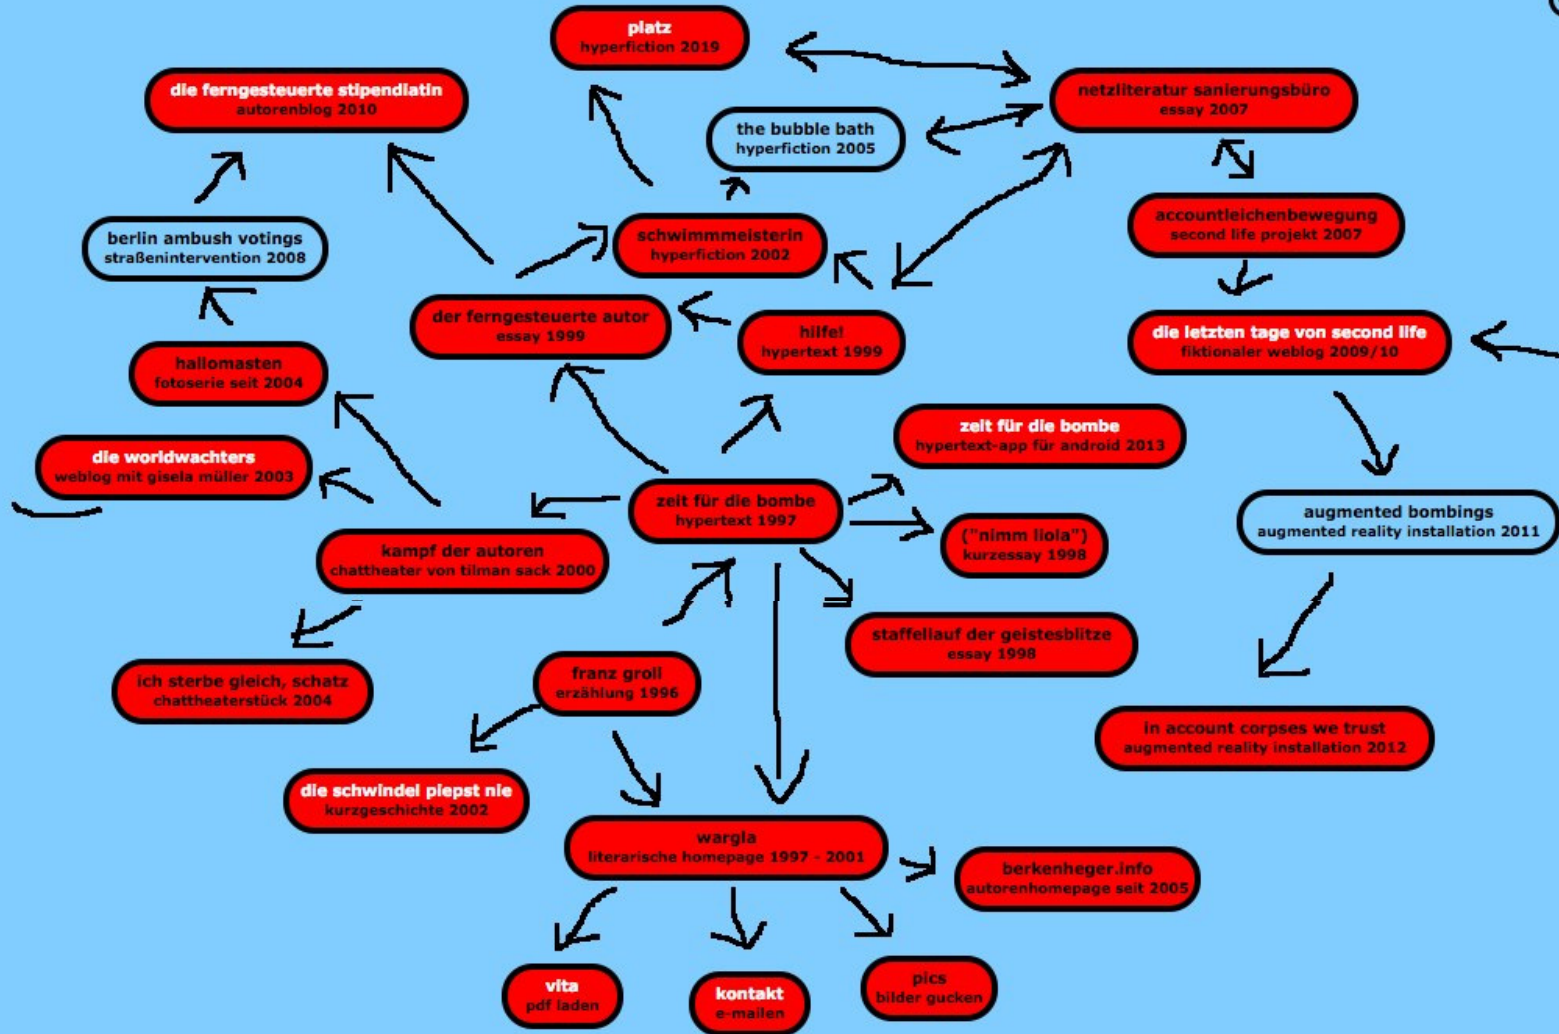 platz
hyperfiction 2019
die ferngesteuerte stipendiatin
autorenblog 2010
netzliteratur sanierungsbüro
essay 2007
the bubble bath
hyperfiction 2005
accountleichenbewegung
second life projekt 2007
berlin ambush votings
straßenintervention 2008
schwimmmeisterin
hyperfiction 2002
der ferngesteuerte autor
essay 1999
hilfe!
hypertext 1999
die letzten tage von second life
fiktionaler weblog 2009/10
hallomasten
fotoserie seit 2004
zeit für die bombe
hypertext-app für android 2013
die worldwachters
weblog mit gisela müller 2003
zeit für die bombe
hypertext 1997
augmented bombings
augmented reality installation 2011
("nimm liola")
kurzessay 1998
kampf der autoren
chattheater von tilman sack 2000
staffellauf der geistesblitze
essay 1998
franz groll
erzählung 1996
ich sterbe gleich, schatz
chattheaterstück 2004
in account corpses we trust
augmented reality installation 2012
die schwindel piepst nie
kurzgeschichte 2002
wargla
literarische homepage 1997 - 2001
berkenheger.info
autorenhomepage seit 2005
vita
pdf laden
kontakt
e-mailen
pics
bilder gucken